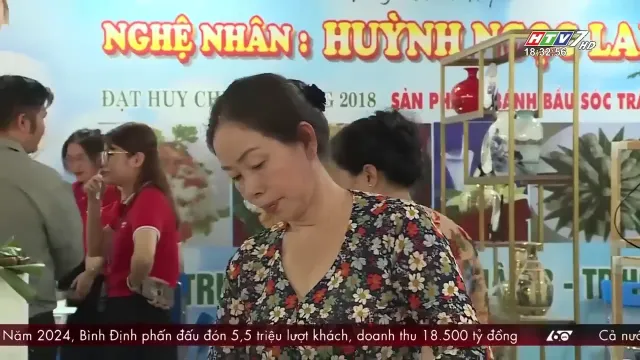 NGHỆ NHÂN : HUỲNH NGỌC LA
HTV7 HD
18:32:56
ĐẠT HUY CH 2018 SẢN PH BÁNH BẦU SÓC TRĂ
Năm 2024, Bình Định phấn đấu đón 5,5 triệu lượt khách, doanh thu 18.500 tỷ đồng
Cả nư